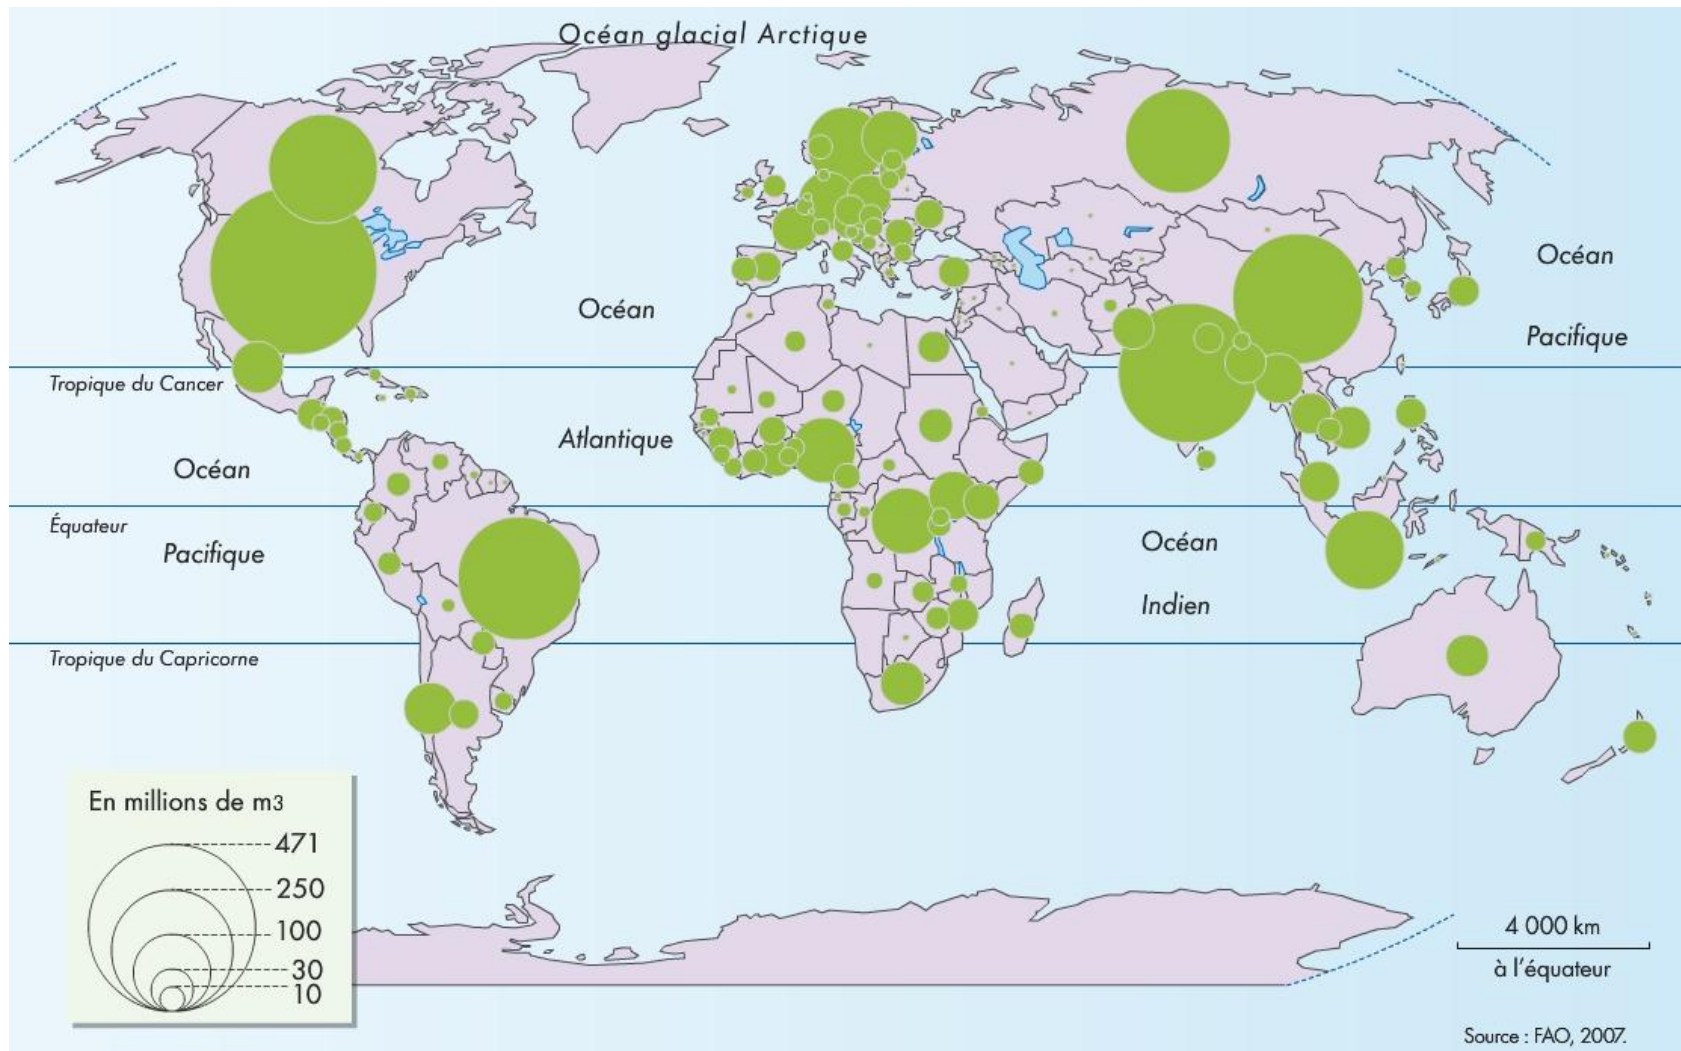 Océan glacial Arctique
Océan
Pacifique
Océan
Atlantique
Tropique du Cancer
Océan
Pacifique
Équateur
Océan
Indien
Tropique du Capricorne
En millions de m3
471
250
100
30
10
4 000 km
à l'équateur
Source : FAO, 2007.